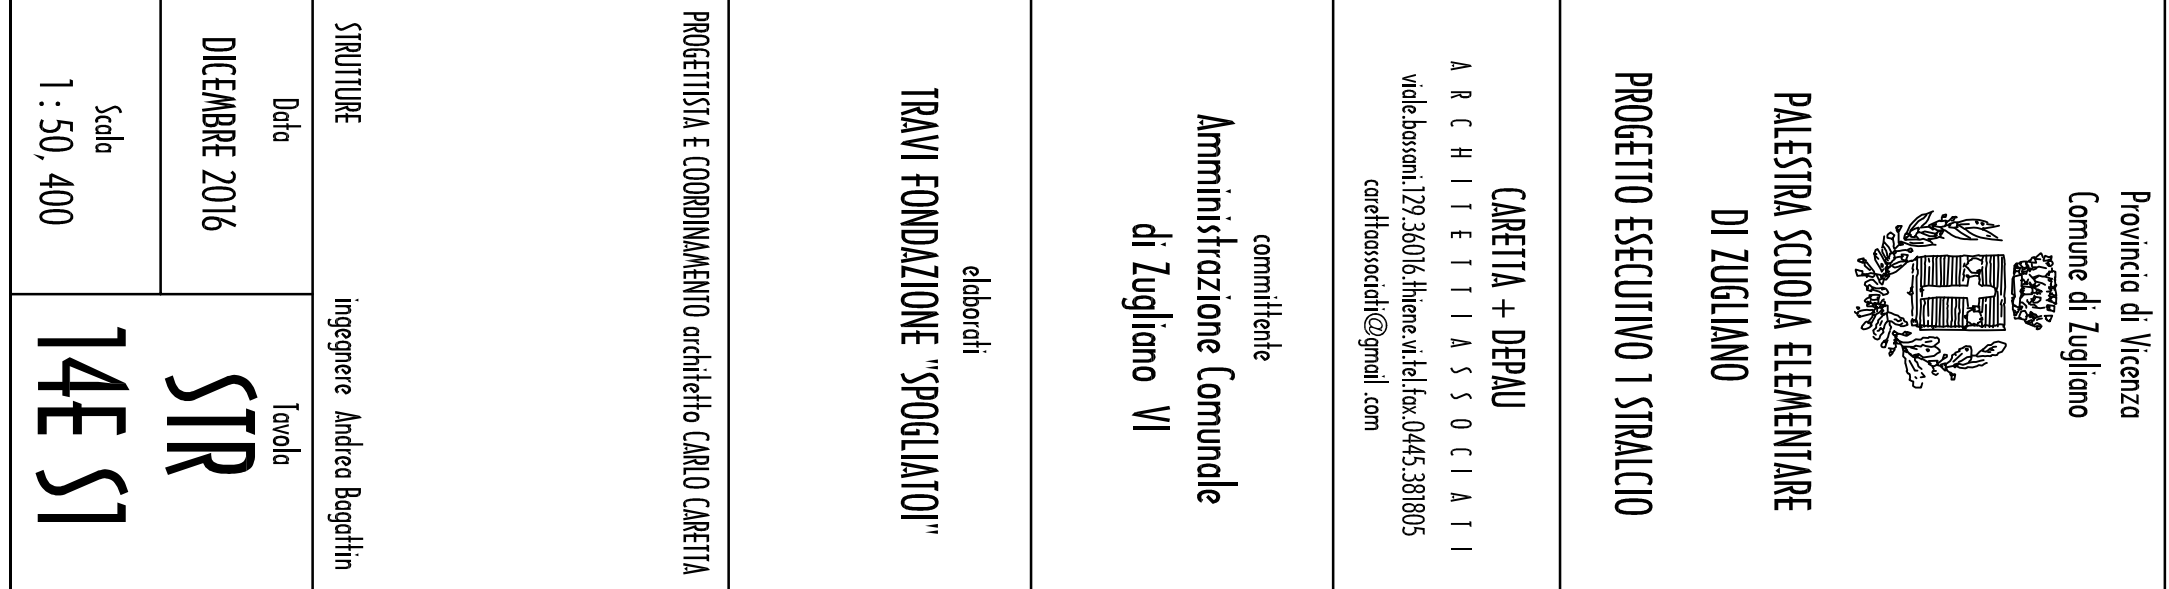 Provincia di Vicenza
Comune di Zugliano
PALESTRA SCUOLA ELEMENTARE
DI ZUGLIANO
PROGETTO ESECUTIVO 1 STRALCIO
CARETTA + DEPAU
ARCHITETTI ASSOCIATI
viale.bassani.129.36016.thiene.vi.tel.fax.0445.381805
carettaassociati@gmail.com
committente
Amministrazione Comunale
di Zugliano VI
elaborati
TRAVI FONDAZIONE "SPOGLIATOI"
PROGETTISTA E COORDINAMENTO architetto CARLO CARETTA
STRUTTURE ingegnere Andrea Bagattin
Data
DICEMBRE 2016
Scala
1 : 50, 400
Tavola
STR
14E S1